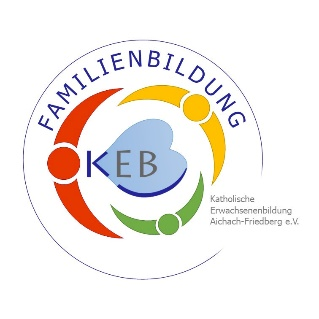 FAMILIENBILDUNG
KEB
Katholische
Erwachsenenbildung
Aichach-Friedberg e.V.